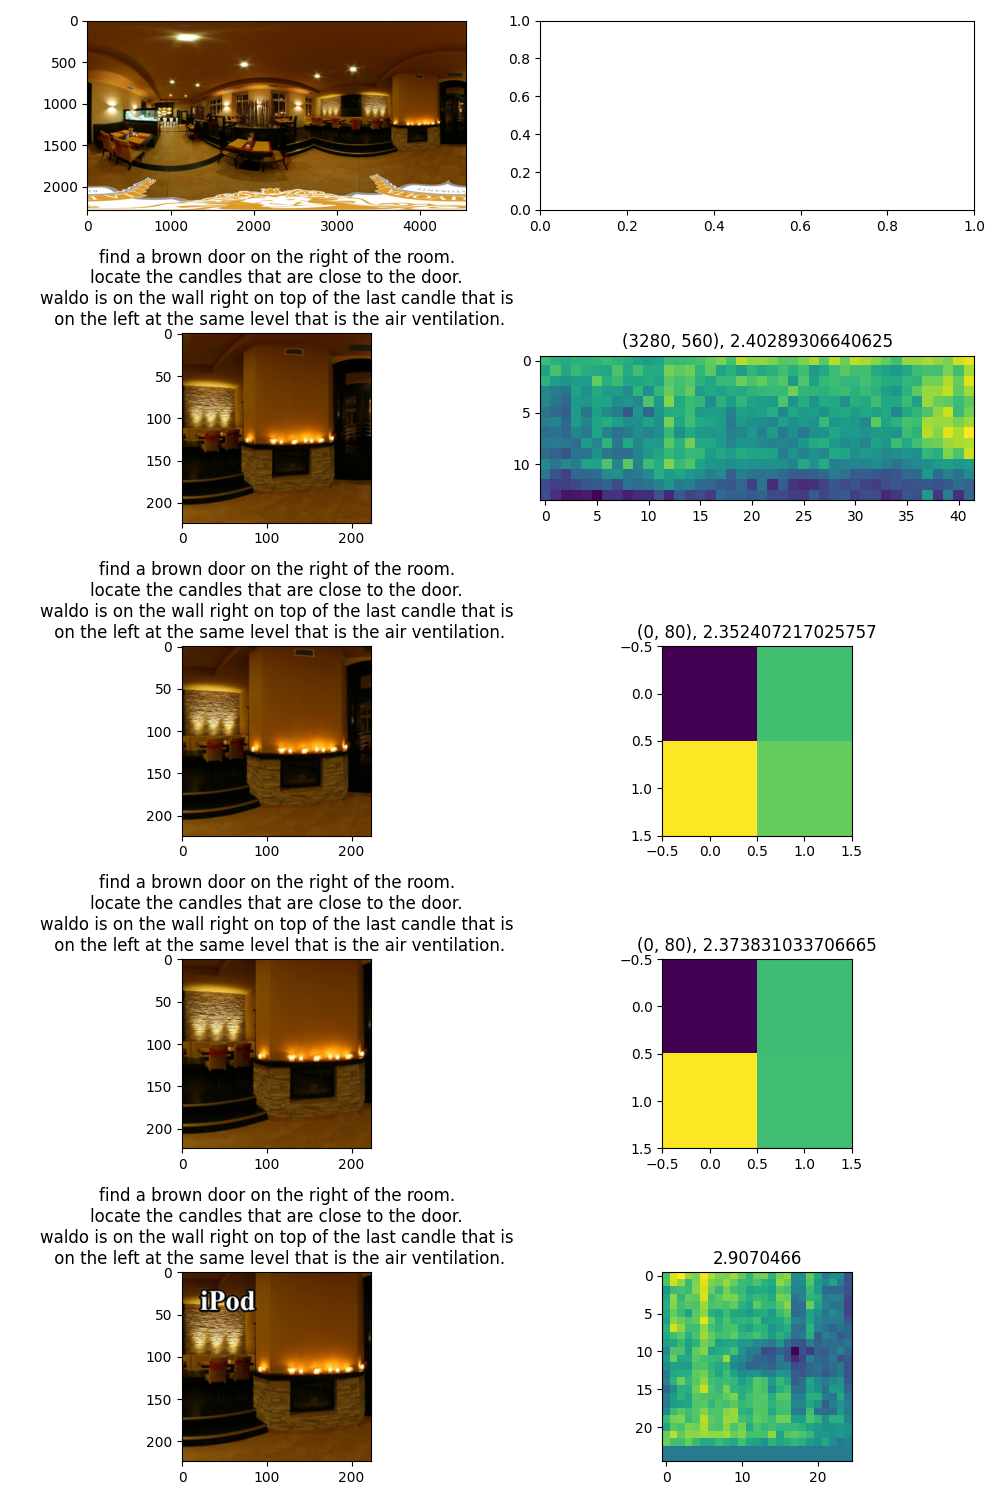 0
500
1000
1500
2000
0 1000 2000 3000 4000
1.0
0.8
0.6
0.4
0.2
0.0
0.0 0.2 0.4 0.6 0.8 1.0
find a brown door on the right of the room.
locate the candles that are close to the door.
waldo is on the wall right on top of the last candle that is
on the left at the same level that is the air ventilation.
0
50
100
150
200
0 100 200
(3280, 560), 2.40289306640625
0
5
10
0 5 10 15 20 25 30 35 40
find a brown door on the right of the room.
locate the candles that are close to the door.
waldo is on the wall right on top of the last candle that is
on the left at the same level that is the air ventilation.
0
50
100
150
200
0 100 200
(0, 80), 2.352407217025757
−0.5
0.0
0.5
1.0
1.5
−0.5 0.0 0.5 1.0 1.5
find a brown door on the right of the room.
locate the candles that are close to the door.
waldo is on the wall right on top of the last candle that is
on the left at the same level that is the air ventilation.
0
50
100
150
200
0 100 200
(0, 80), 2.373831033706665
−0.5
0.0
0.5
1.0
1.5
−0.5 0.0 0.5 1.0 1.5
find a brown door on the right of the room.
locate the candles that are close to the door.
waldo is on the wall right on top of the last candle that is
on the left at the same level that is the air ventilation.
iPod
0
50
100
150
200
0 100 200
2.9070466
0
5
10
15
20
0 10 20